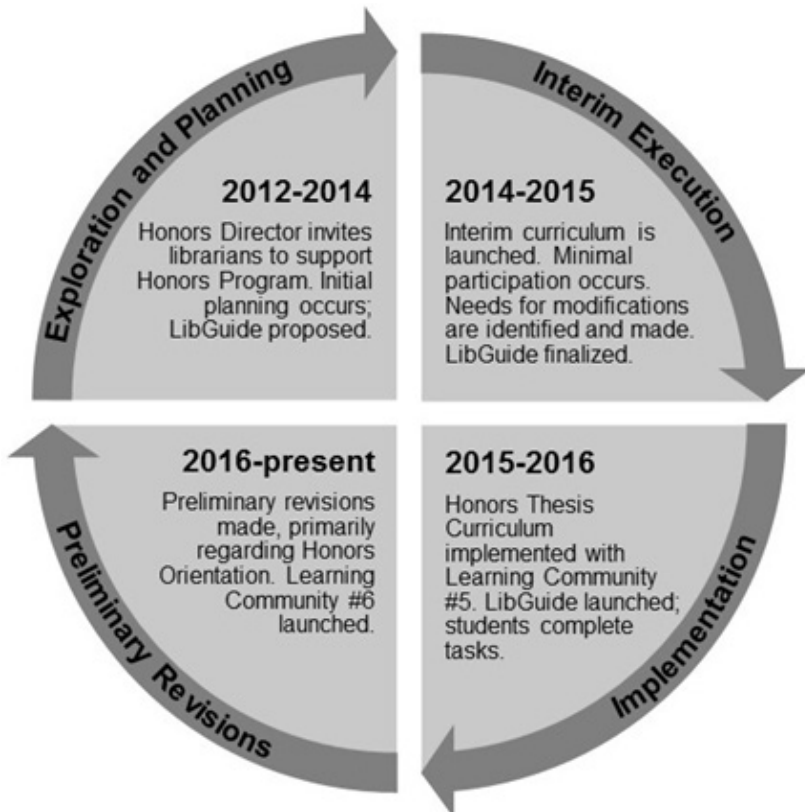 Exploration and Planning
2012-2014
Honors Director invites
librarians to support
Honors Program. Initial
planning occurs;
LibGuide proposed.
Interim Execution
2014-2015
Interim curriculum is
launched. Minimal
participation occurs.
Needs for modifications
are identified and made.
LibGuide finalized.
Implementation
2015-2016
Honors Thesis
Curriculum
implemented with
Learning Community
#5. LibGuide launched;
students complete
tasks.
Preliminary Revisions
2016-present
Preliminary revisions
made, primarily
regarding Honors
Orientation. Learning
Community #6
launched.